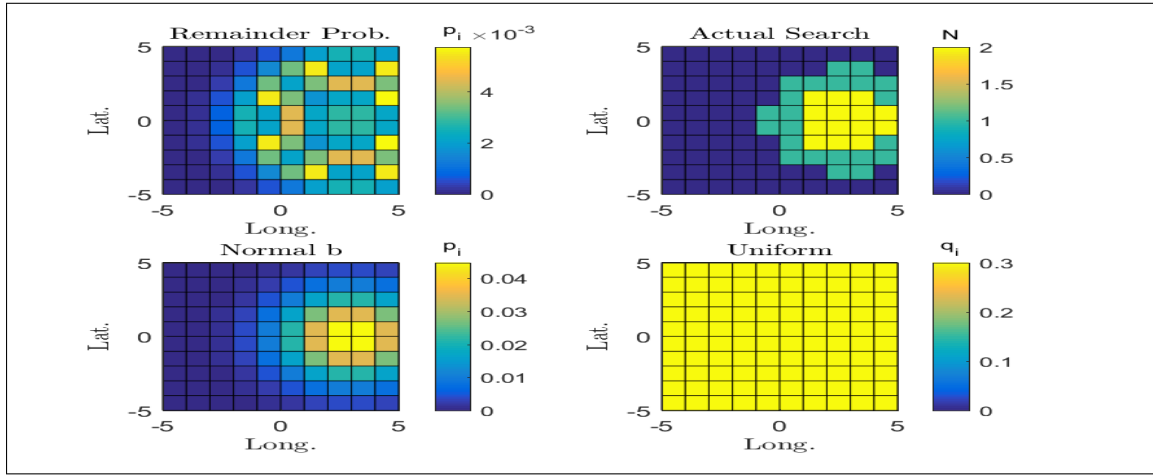 Remainder Prob.
p_i ×10^-3
5
0
-5
Lat.
-5
0
5
Long.
4
2
0
Actual Search
N
5
0
-5
Lat.
-5
0
5
Long.
2
1.5
1
0.5
0
Normal b
p_i
5
0
-5
Lat.
-5
0
5
Long.
0.04
0.03
0.02
0.01
0
Uniform
q_i
5
0
-5
Lat.
-5
0
5
Long.
0.3
0.2
0.1
0